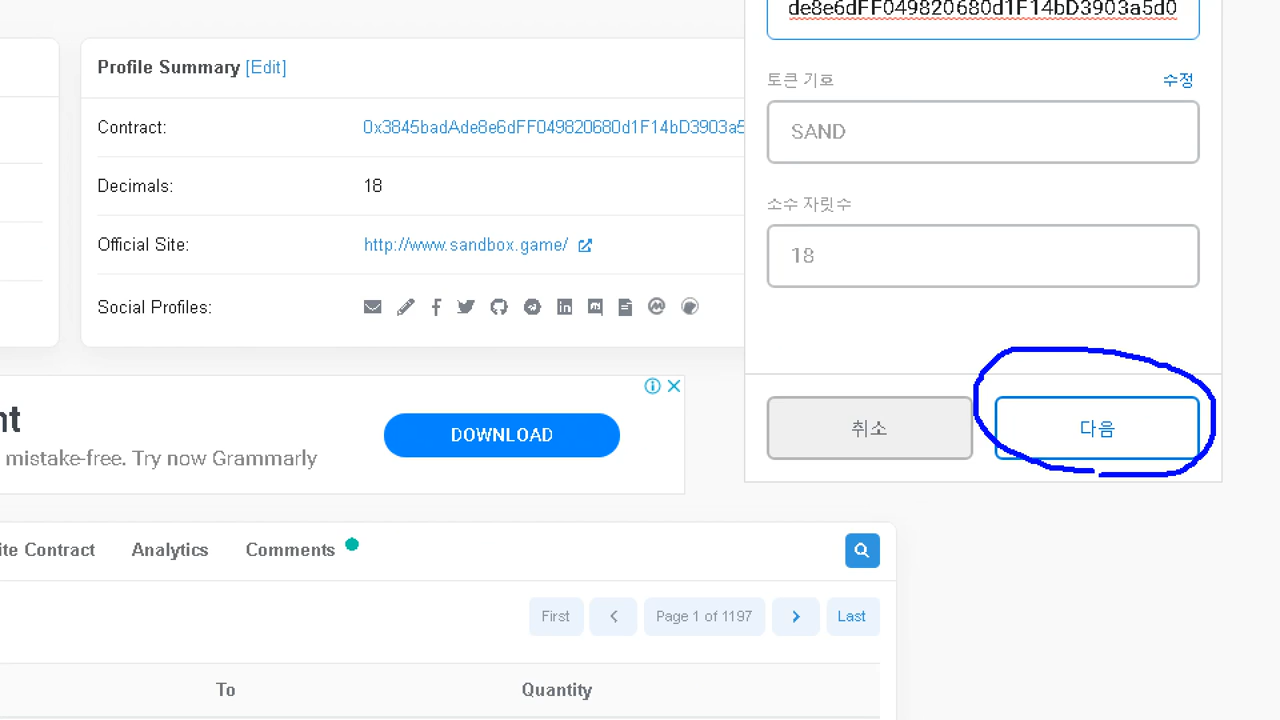 Profile Summary [Edit]
Contract: 0x3845badAde8e6dFF049820680d1F14bD3903a5
Decimals: 18
Official Site: http://www.sandbox.game/
Social Profiles:
de8e6dFF049820680d1F14bD3903a5d0
토큰 기호 수정
SAND
소수 자릿수
18
취소 다음
nt
DOWNLOAD
mistake-free. Try now Grammarly
ite Contract Analytics Comments
First Page 1 of 1197 Last
To Quantity